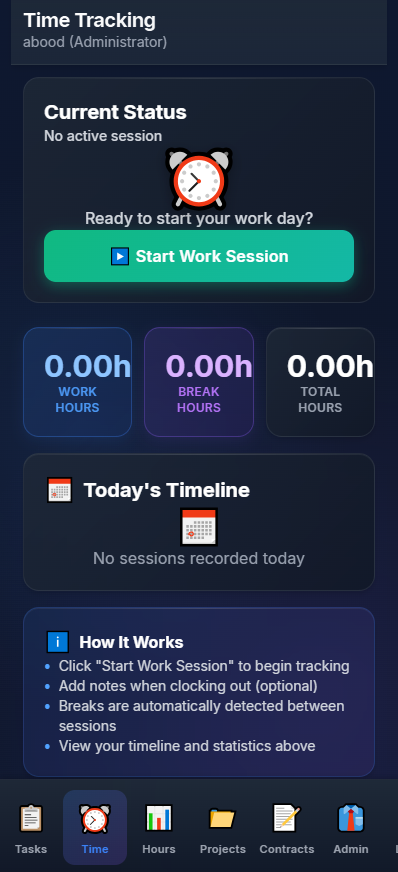 Time Tracking
abood (Administrator)
Current Status
No active session
Ready to start your work day?
Start Work Session
0.00h
WORK
HOURS
0.00h
BREAK
HOURS
0.00h
TOTAL
HOURS
Today's Timeline
No sessions recorded today
How It Works
• Click "Start Work Session" to begin tracking
• Add notes when clocking out (optional)
• Breaks are automatically detected between
sessions
• View your timeline and statistics above
Tasks
Time
Hours
Projects
Contracts
Admin